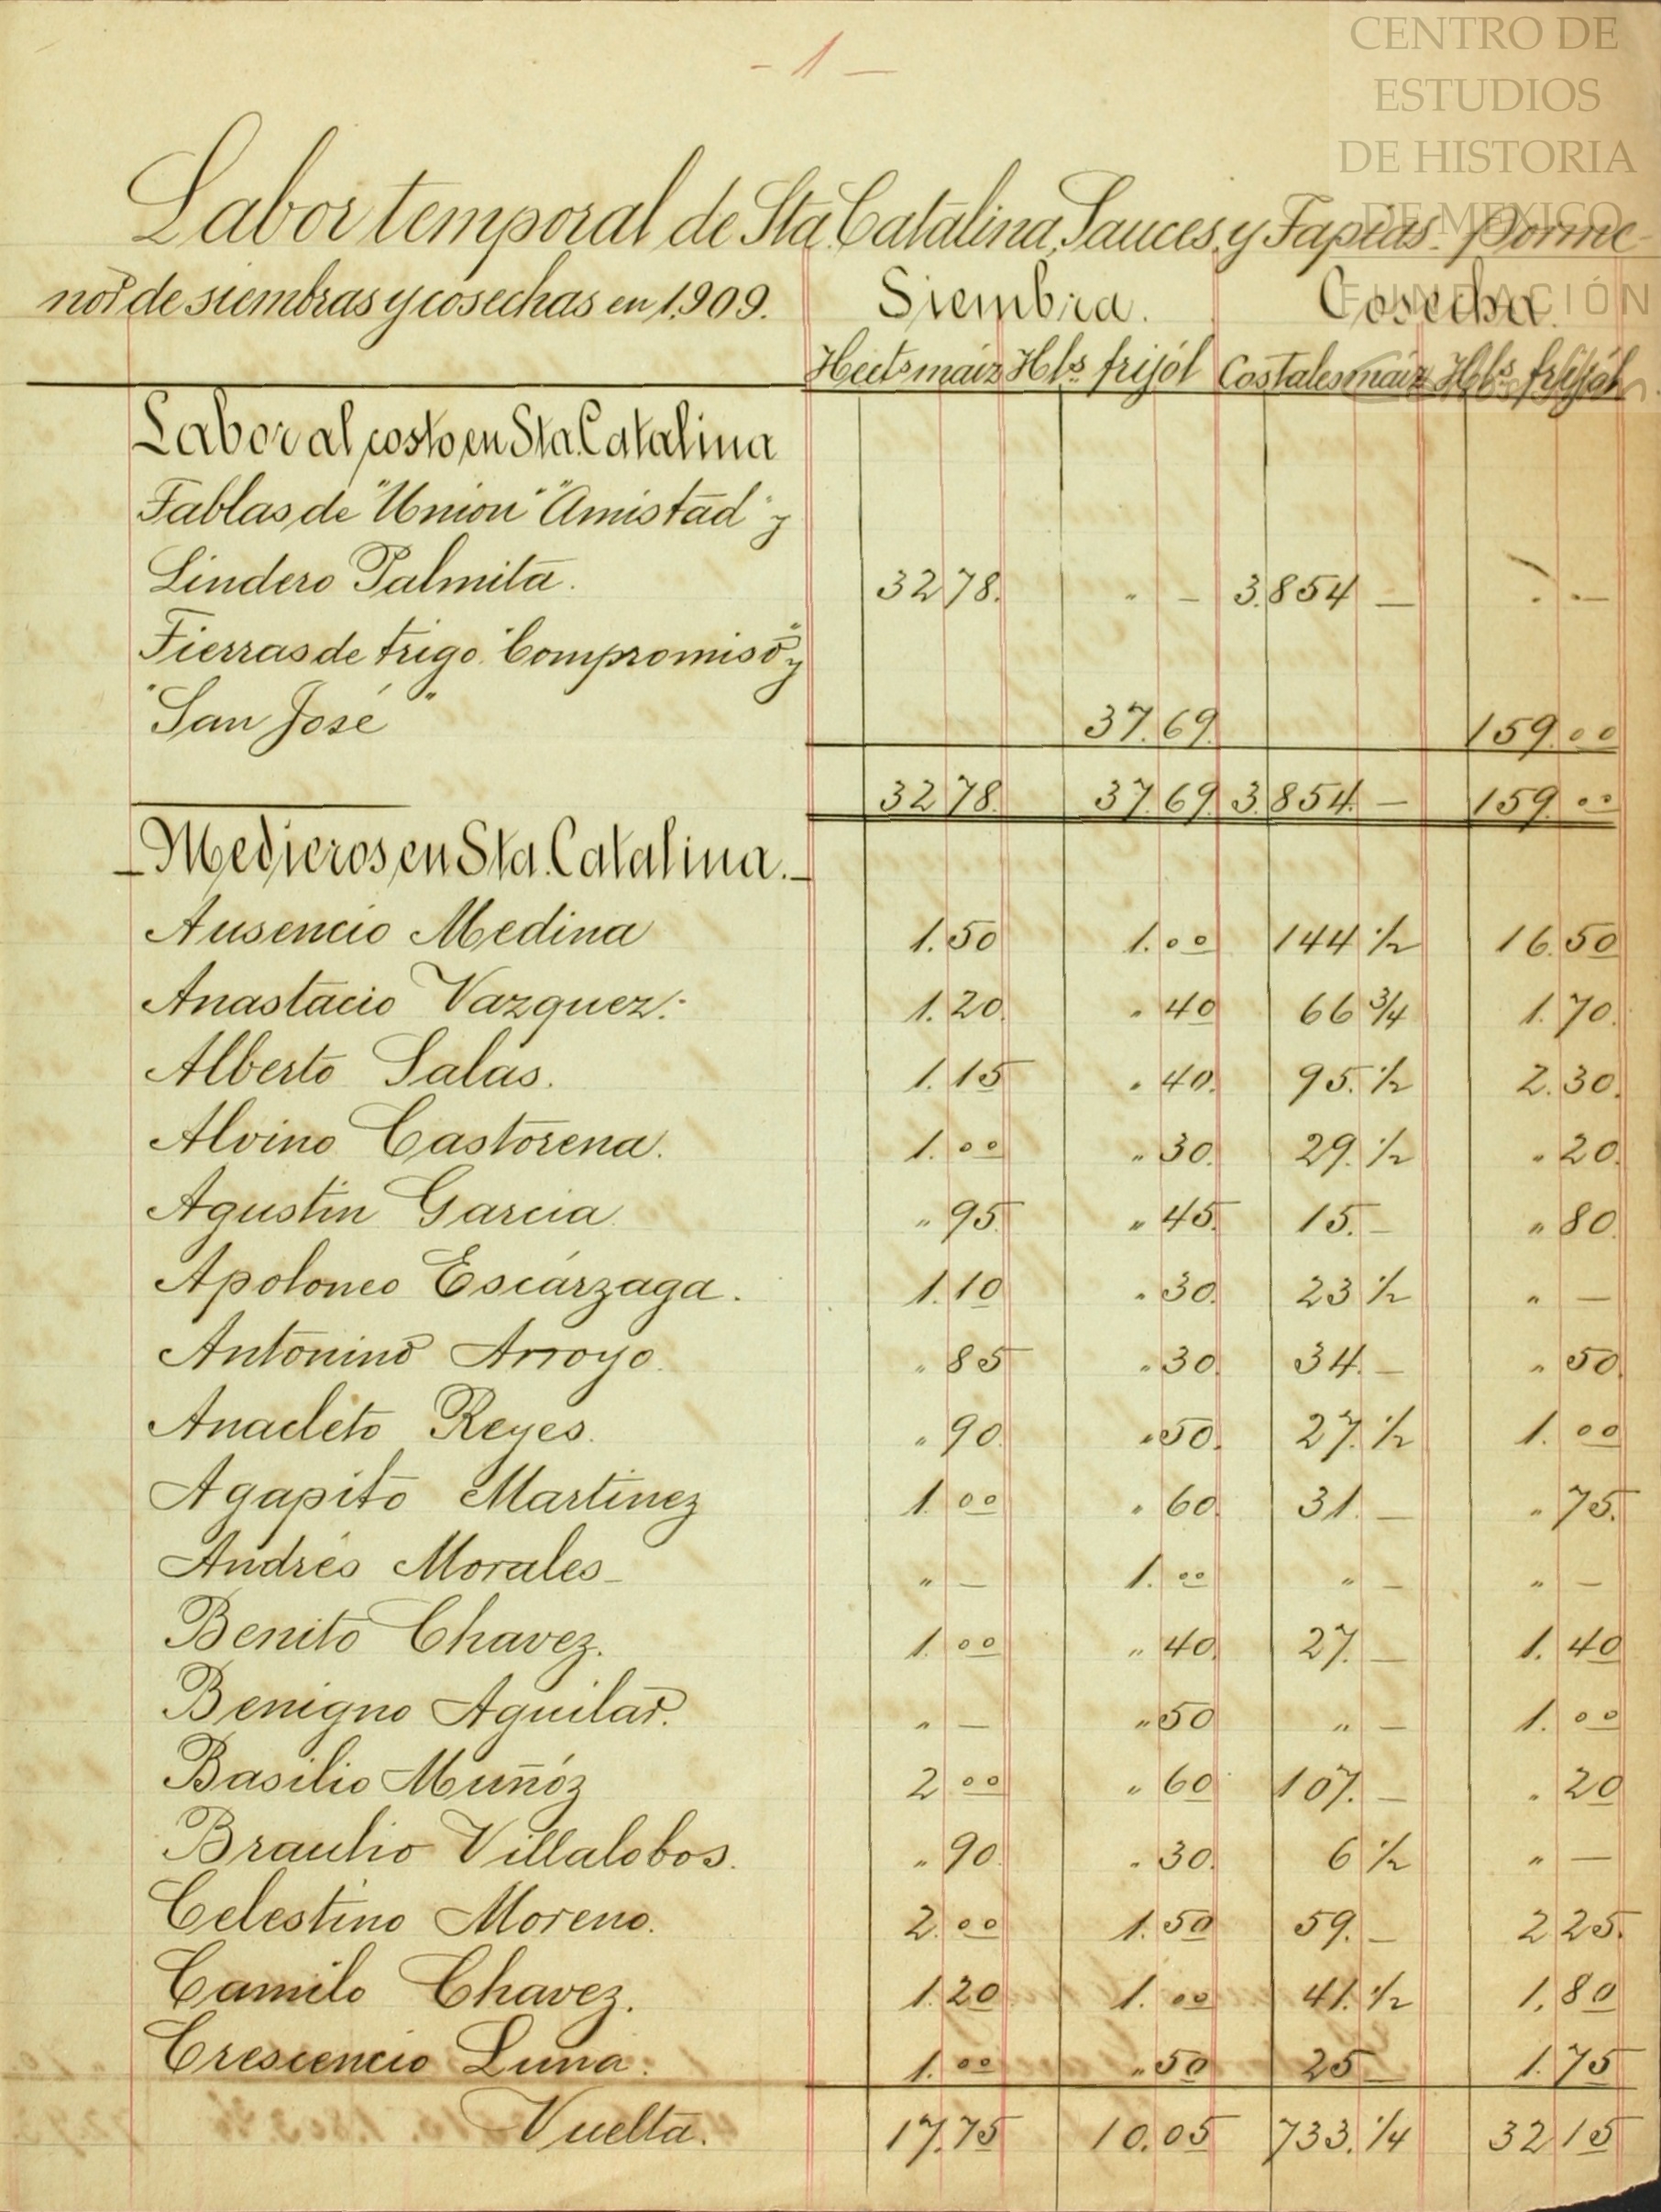 - 1 -
CENTRO DE
ESTUDIOS
DE HISTORIA
DE MEXICO
FUNDACIÓN
Labor temporal de Sta Catalina, Sauces, y Tapias. Porme-
nor de siembras y cosechas en 1.909. Siembra. Cosecha.
Hects maíz Hls. frijól Costales maíz Hls. frijól
Labor al costo en Sta. Catalina
Tablas de "Union" "Amistad" y
Lindero Palmita. 32 78. " — 3.854 — " . —
Tierras de trigo "Compromiso" y
"San José" 37.69. 159.00
32 78. 37.69. 3.854. — 159.00
Medieros en Sta. Catalina.
Ausencio Medina 1.50 1.00 144 1/2 16.50
Anastacio Vazquez. 1.20. " 40 66 3/4 1.70.
Alberto Salas. 1.15 " 40. 95. 1/2 2.30.
Alvino Castorena. 1.00 " 30. 29. 1/2 " 20.
Agustin Garcia. " 95. " 45. 15. — " 80.
Apoloneo Escárzaga. 1.10 " 30. 23 1/2 " —
Antonino Arroyo. " 85 " 30. 34. — " 50.
Anacleto Reyes. " 90. " 50. 27. 1/2 1.00
Agapito Martinez 1.00 " 60. 31. — " 75.
Andrés Morales " — 1.00 " — " —
Benito Chavez. 1.00 " 40. 27. — 1.40
Benigno Aguilar. " — " 50 " — 1.00
Basilio Muñóz 2 00 " 60 107. — " 20
Braulio Villalobos. " 90. " 30. 6 1/2 " —
Celestino Moreno. 2.00 1.50 59. — 2 25.
Camilo Chavez. 1.20 1.00 41. 1/2 1.80
Crescencio Luna. 1.00 " 50 25 — 1.75
Vuelta. 17.75 10.05 733. 1/4 32 15